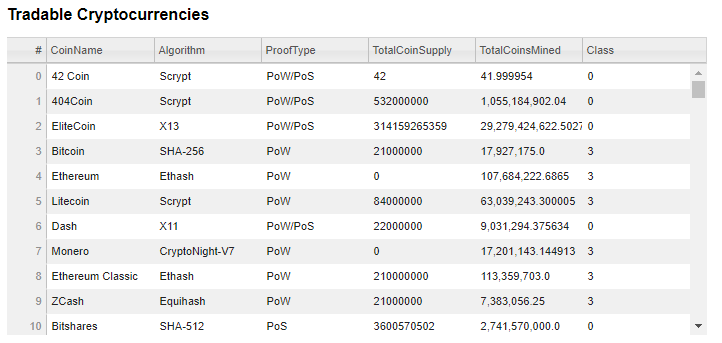 Tradable Cryptocurrencies
# CoinName Algorithm ProofType TotalCoinSupply TotalCoinsMined Class
0 42 Coin Scrypt PoW/PoS 42 41.999954 0
1 404Coin Scrypt PoW/PoS 532000000 1,055,184,902.04 0
2 EliteCoin X13 PoW/PoS 314159265359 29,279,424,622.5027 0
3 Bitcoin SHA-256 PoW 21000000 17,927,175.0 3
4 Ethereum Ethash PoW 0 107,684,222.6865 3
5 Litecoin Scrypt PoW 84000000 63,039,243.300005 3
6 Dash X11 PoW/PoS 22000000 9,031,294.375634 0
7 Monero CryptoNight-V7 PoW 0 17,201,143.144913 3
8 Ethereum Classic Ethash PoW 210000000 113,359,703.0 3
9 ZCash Equihash PoW 21000000 7,383,056.25 3
10 Bitshares SHA-512 PoS 3600570502 2,741,570,000.0 0